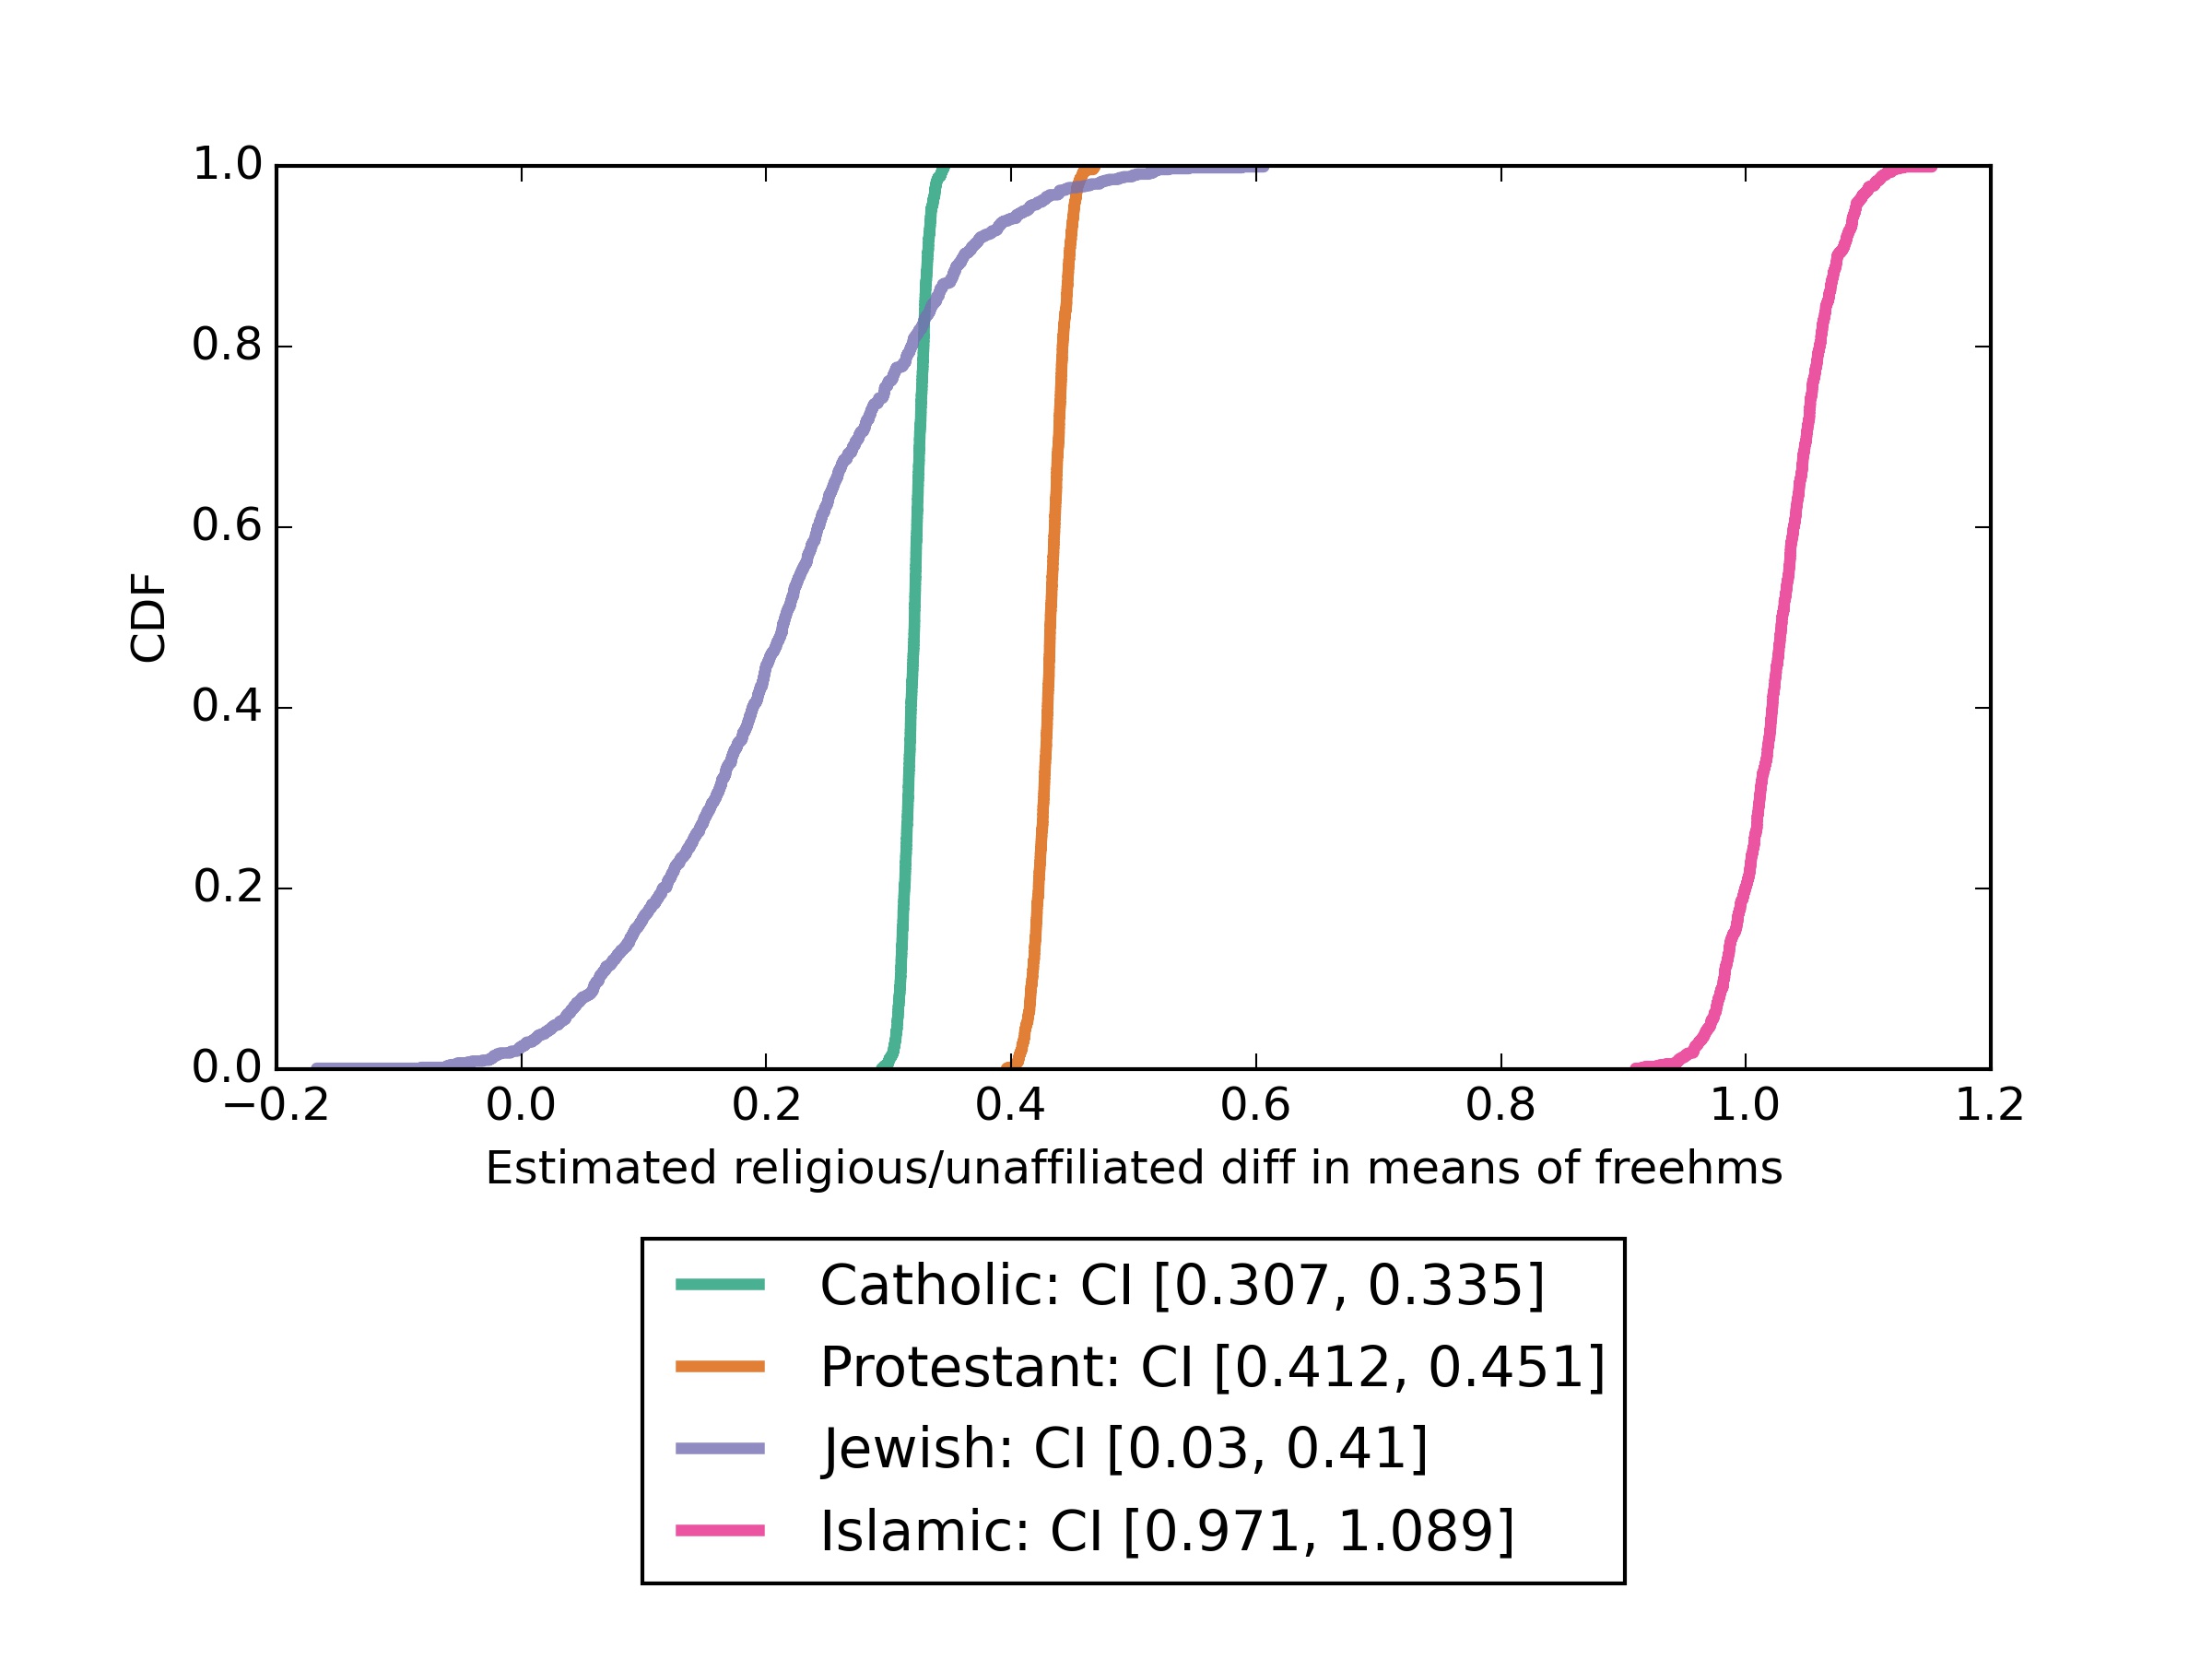 1.0
0.8
0.6
0.4
0.2
0.0
CDF
−0.2 0.0 0.2 0.4 0.6 0.8 1.0 1.2
Estimated religious/unaffiliated diff in means of freehms
Catholic: CI [0.307, 0.335]
Protestant: CI [0.412, 0.451]
Jewish: CI [0.03, 0.41]
Islamic: CI [0.971, 1.089]